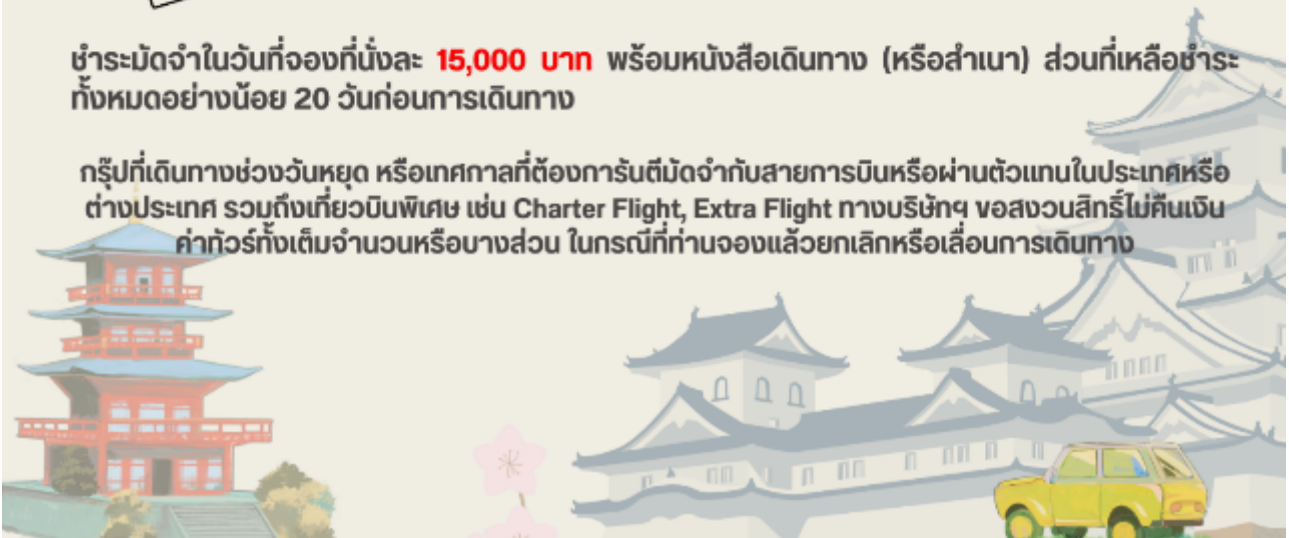 ชำระมัดจำในวันที่จองที่นั่งละ 15,000 บาท พร้อมหนังสือเดินทาง (หรือสำเนา) ส่วนที่เหลือชำระ
ทั้งหมดอย่างน้อย 20 วันก่อนการเดินทาง
กรุ๊ปที่เดินทางช่วงวันหยุด หรือเทศกาลที่ต้องการันตีมัดจำกับสายการบินหรือผ่านตัวแทนในประเทศหรือ
ต่างประเทศ รวมถึงเที่ยวบินพิเศษ เช่น Charter Flight, Extra Flight ทางบริษัทฯ ขอสงวนสิทธิ์ไม่คืนเงิน
ค่าทัวร์ทั้งเต็มจำนวนหรือบางส่วน ในกรณีที่ท่านจองแล้วยกเลิกหรือเลื่อนการเดินทาง